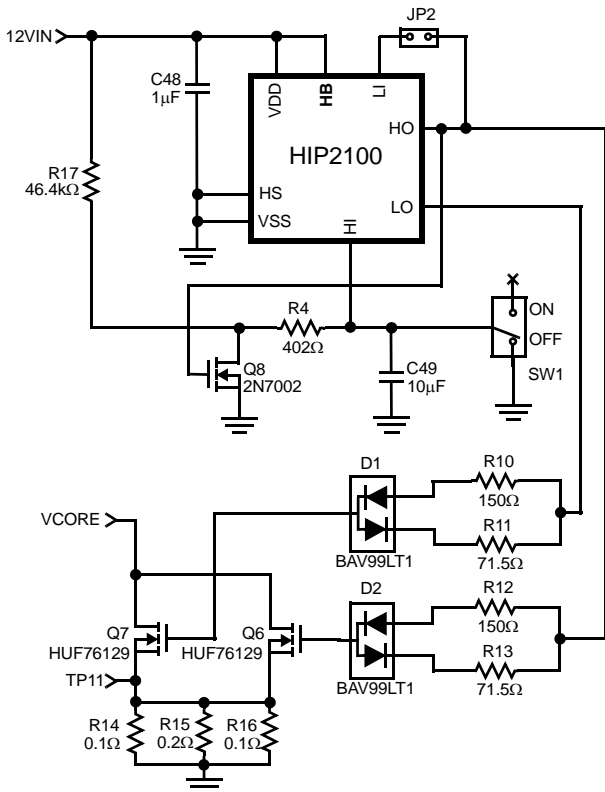 JP2
12VIN
C48
1µF
VDD
HB
LI
HO
HIP2100
R17
46.4kΩ
HS
LO
VSS
HI
R4
402Ω
ON
OFF
SW1
Q8
2N7002
C49
10µF
D1
R10
150Ω
VCORE
R11
71.5Ω
BAV99LT1
D2
R12
150Ω
Q7
HUF76129
Q6
HUF76129
R13
71.5Ω
BAV99LT1
TP11
R14
0.1Ω
R15
0.2Ω
R16
0.1Ω